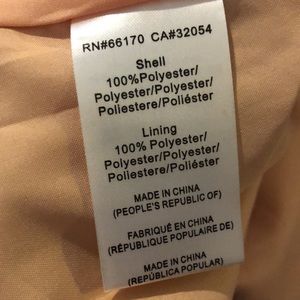 RN#66170 CA#32054
Shell
100%Polyester/
Polyester/Polyester/
Poliestere/Poliéster/
Lining
100% Polyester/
Polyester/Polyester/
Poliestere/Poliéster
MADE IN CHINA
(PEOPLE'S REPUBLIC OF)
FABRIQUÉ EN CHINA
(RÉPUBLIQUE POPULAIRE DE)
MADE IN CHINA
(REPÚBLICA POPULAR)